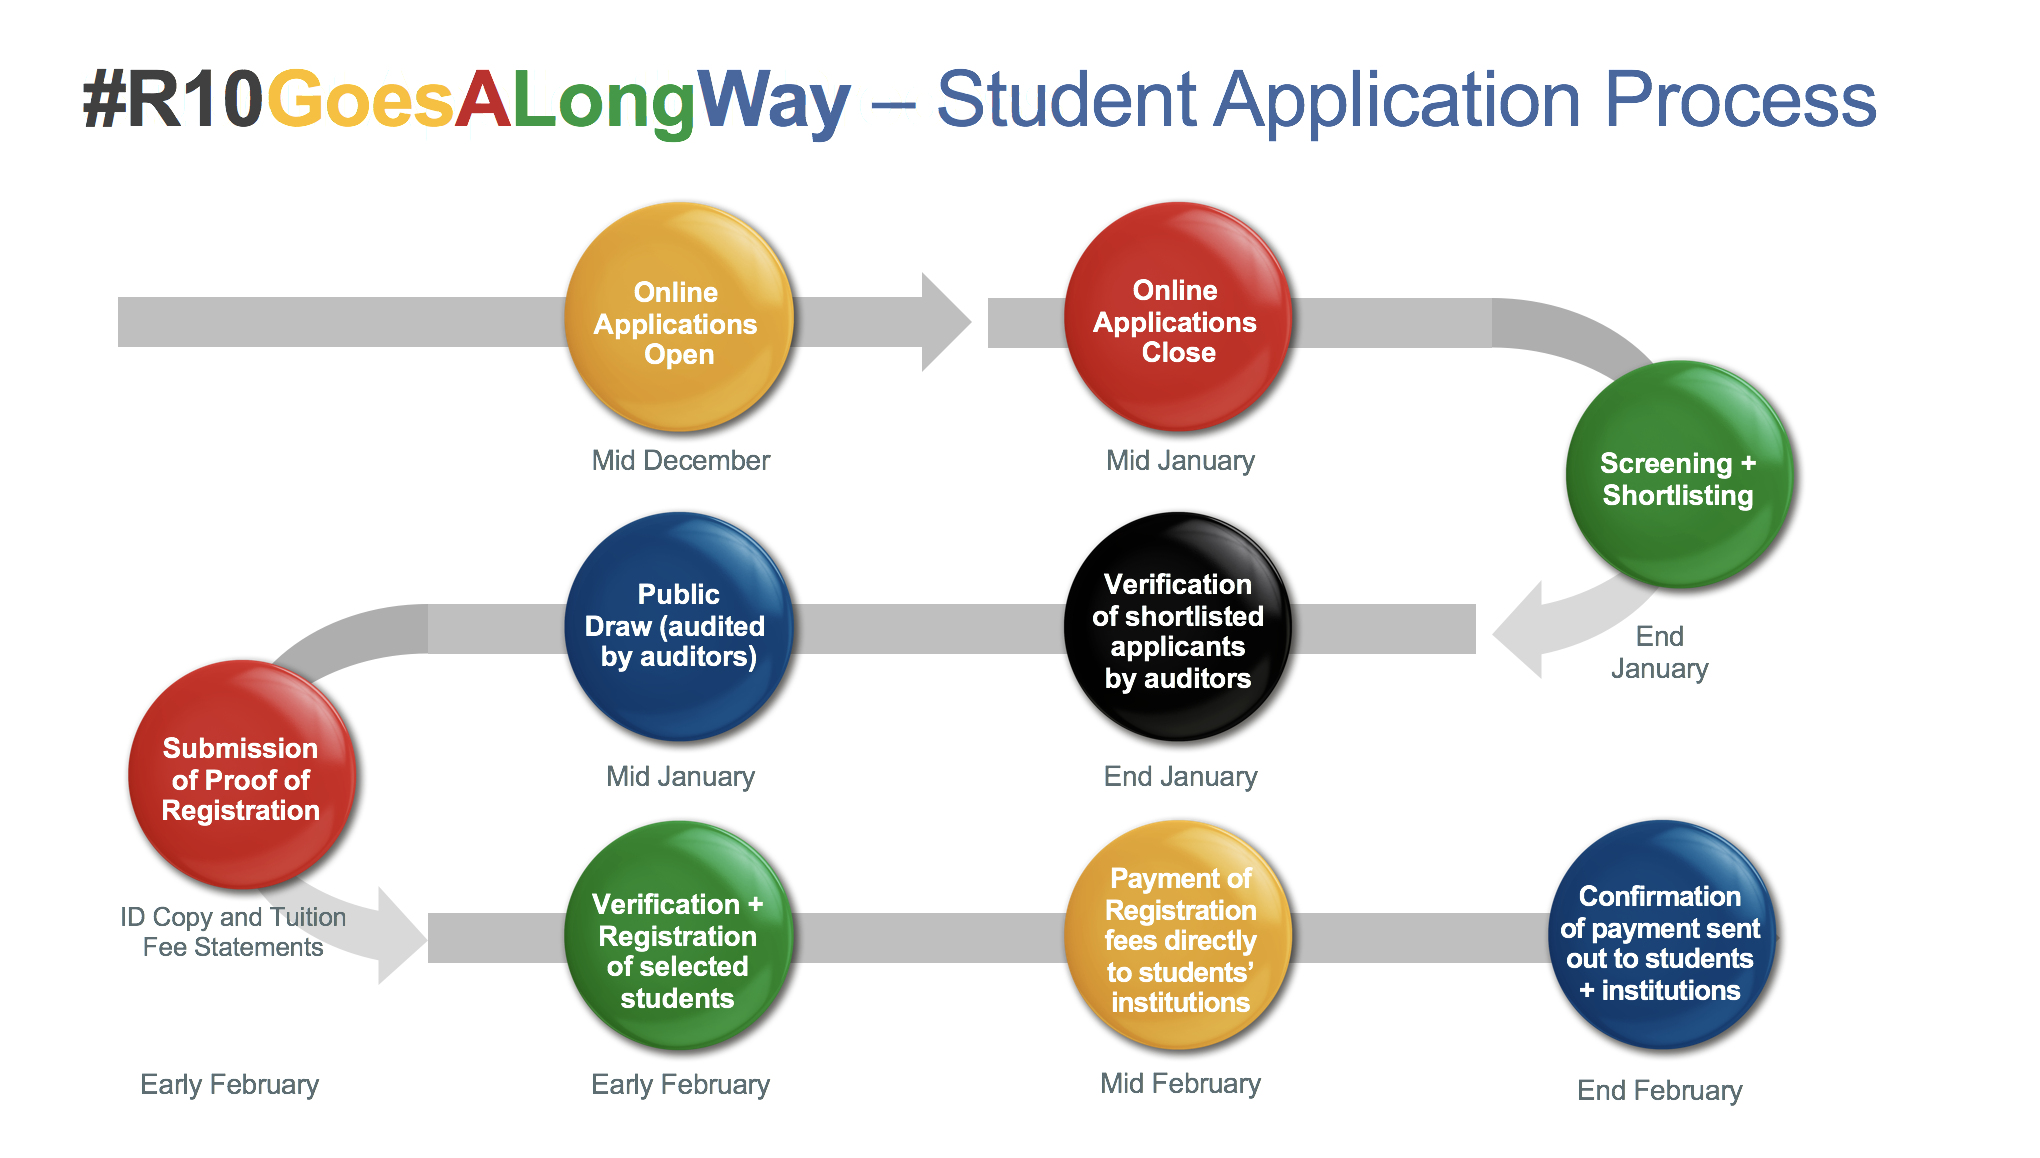 #R10GoesALongWay – Student Application Process
Online
Applications
Open
Mid December
Online
Applications
Close
Mid January
Screening +
Shortlisting
End
January
Verification
of shortlisted
applicants
by auditors
End January
Public
Draw (audited
by auditors)
Mid January
Submission
of Proof of
Registration
ID Copy and Tuition
Fee Statements
Early February
Verification +
Registration
of selected
students
Early February
Payment of
Registration
fees directly
to students’
institutions
Mid February
Confirmation
of payment sent
out to students
+ institutions
End February